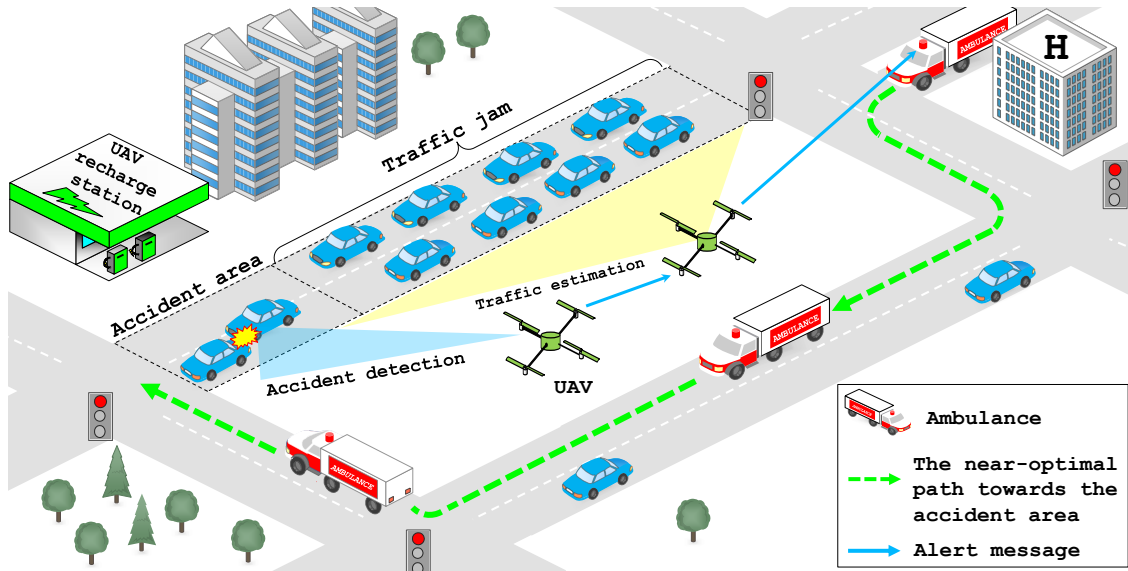 AMBULANCE
H
UAV
recharge
station
Traffic jam
Accident area
Traffic estimation
Accident detection
UAV
AMBULANCE
AMBULANCE
Ambulance
The near-optimal
path towards the
accident area
Alert message